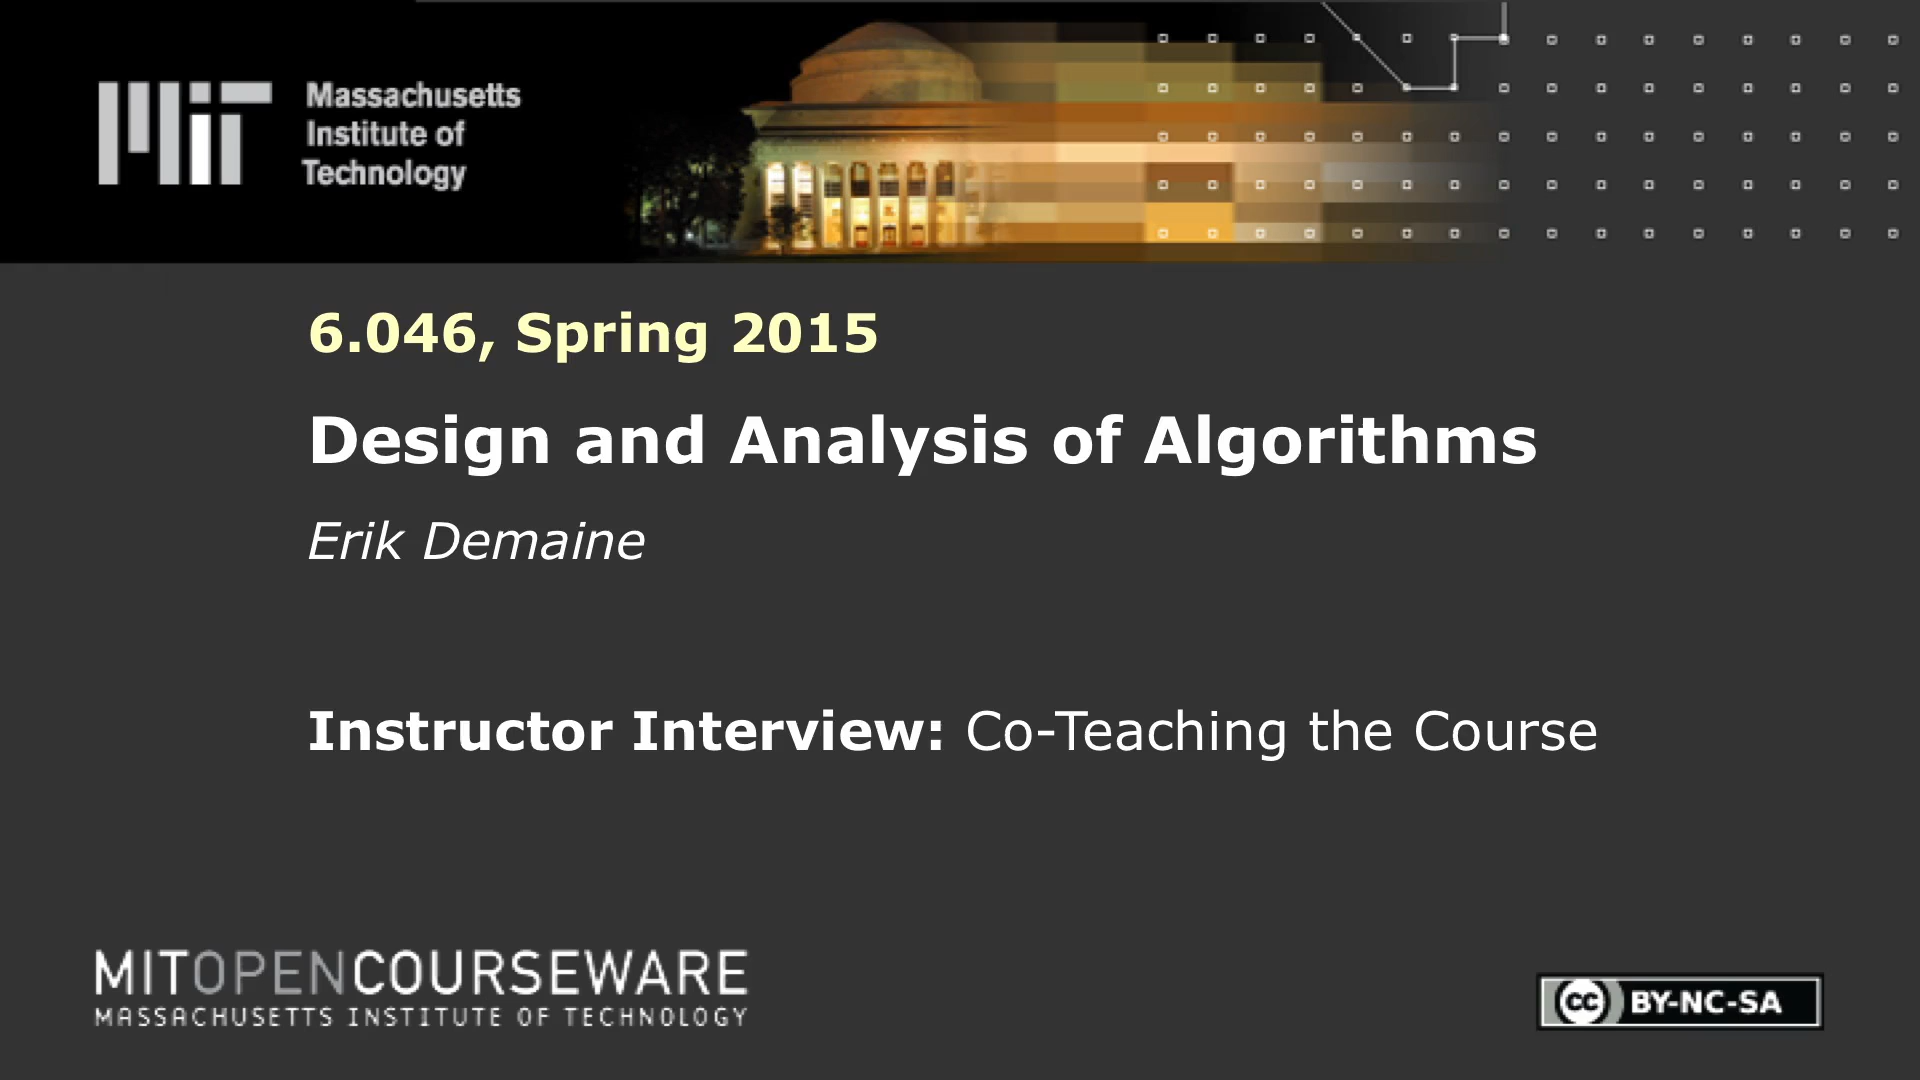 Massachusetts
Institute of
Technology
6.046, Spring 2015
Design and Analysis of Algorithms
Erik Demaine
Instructor Interview: Co-Teaching the Course
MITOPENCOURSEWARE
MASSACHUSETTS INSTITUTE OF TECHNOLOGY
cc BY-NC-SA